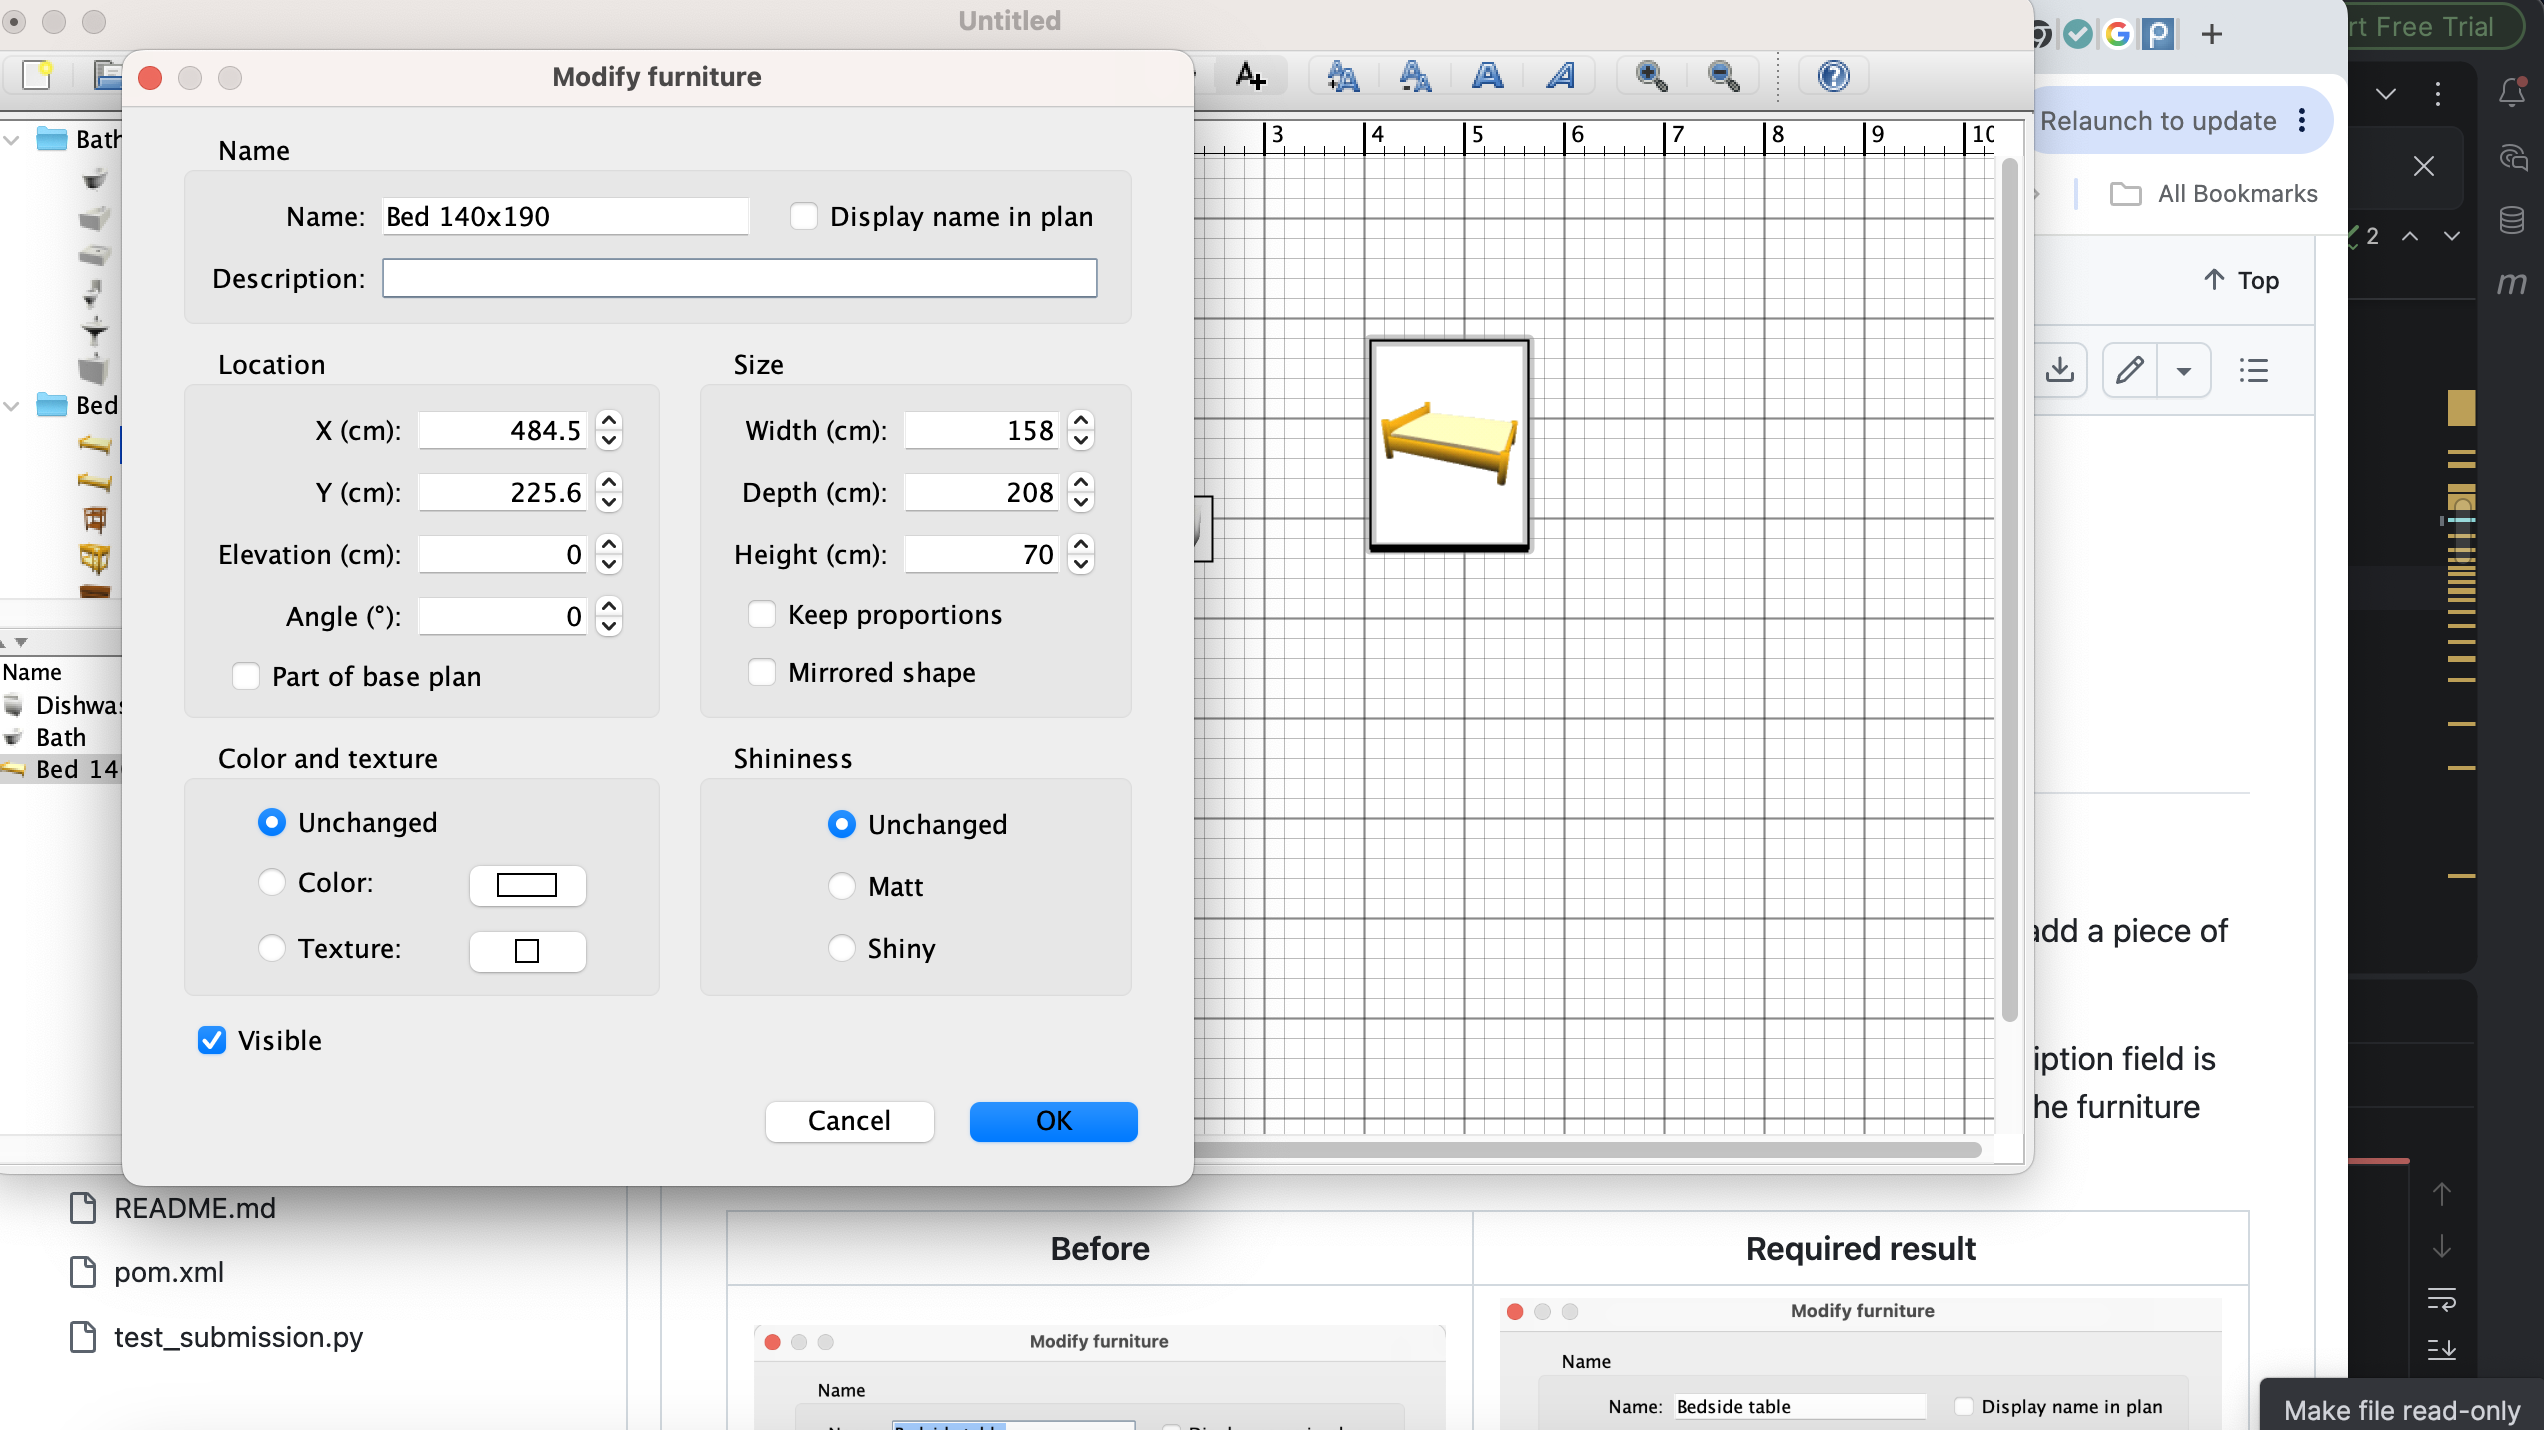 Untitled
rt Free Trial
Modify furniture
Relaunch to update
All Bookmarks
2
Top
m
Bath
Bed
Name
Dishwas
Bath
Bed 14
3 4 5 6 7 8 9 10
Name
Name: Bed 140x190 Display name in plan
Description:
Location
X (cm): 484.5
Y (cm): 225.6
Elevation (cm): 0
Angle (°): 0
Part of base plan
Size
Width (cm): 158
Depth (cm): 208
Height (cm): 70
Keep proportions
Mirrored shape
Color and texture
Unchanged
Color:
Texture:
Shininess
Unchanged
Matt
Shiny
Visible
Cancel OK
add a piece of
iption field is
he furniture
README.md
pom.xml
test_submission.py
Before Required result
Modify furniture
Name
Modify furniture
Name
Name: Bedside table Display name in plan
Make file read-only